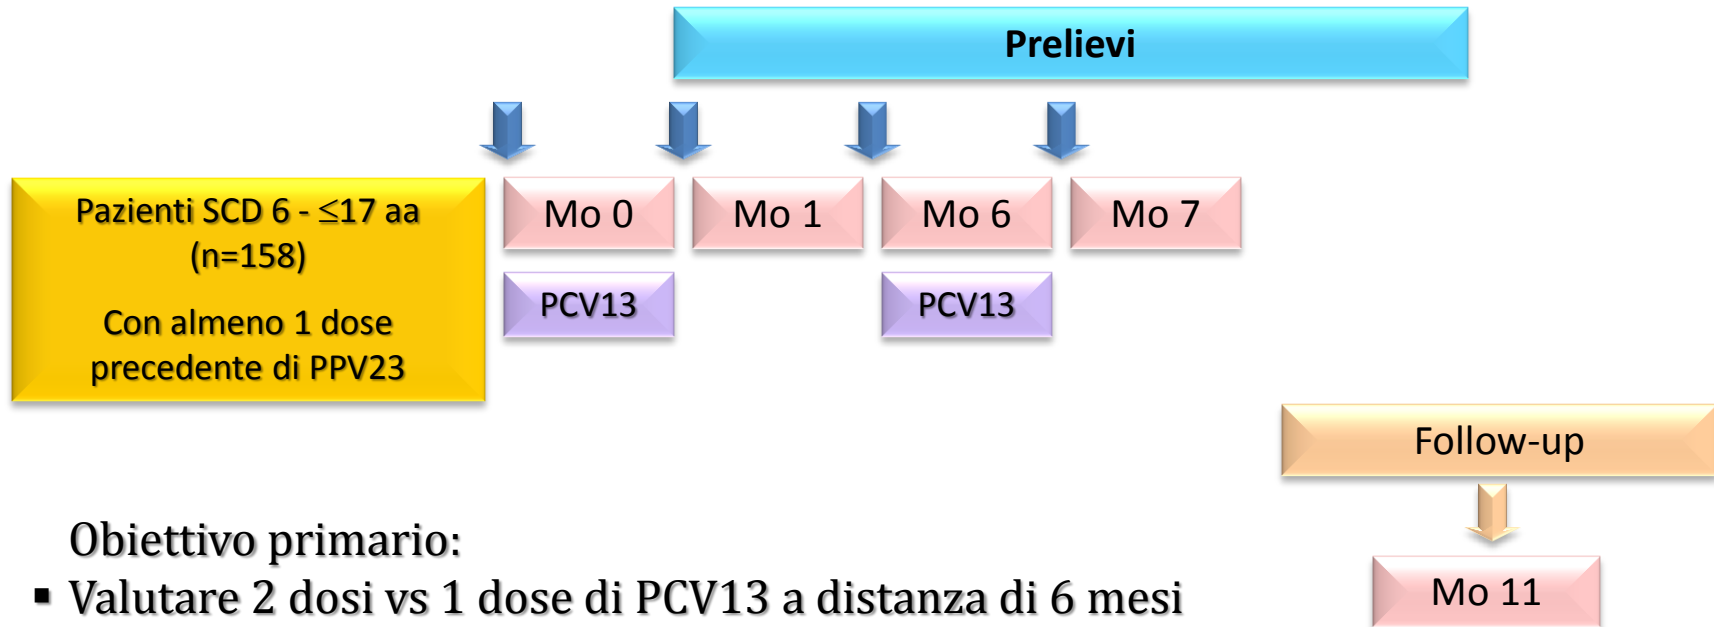 Prelievi
Pazienti SCD 6 - ≤17 aa
(n=158)
Con almeno 1 dose
precedente di PPV23
Mo 0
Mo 1
Mo 6
Mo 7
PCV13
PCV13
Follow-up
Mo 11
Obiettivo primario:
▪ Valutare 2 dosi vs 1 dose di PCV13 a distanza di 6 mesi